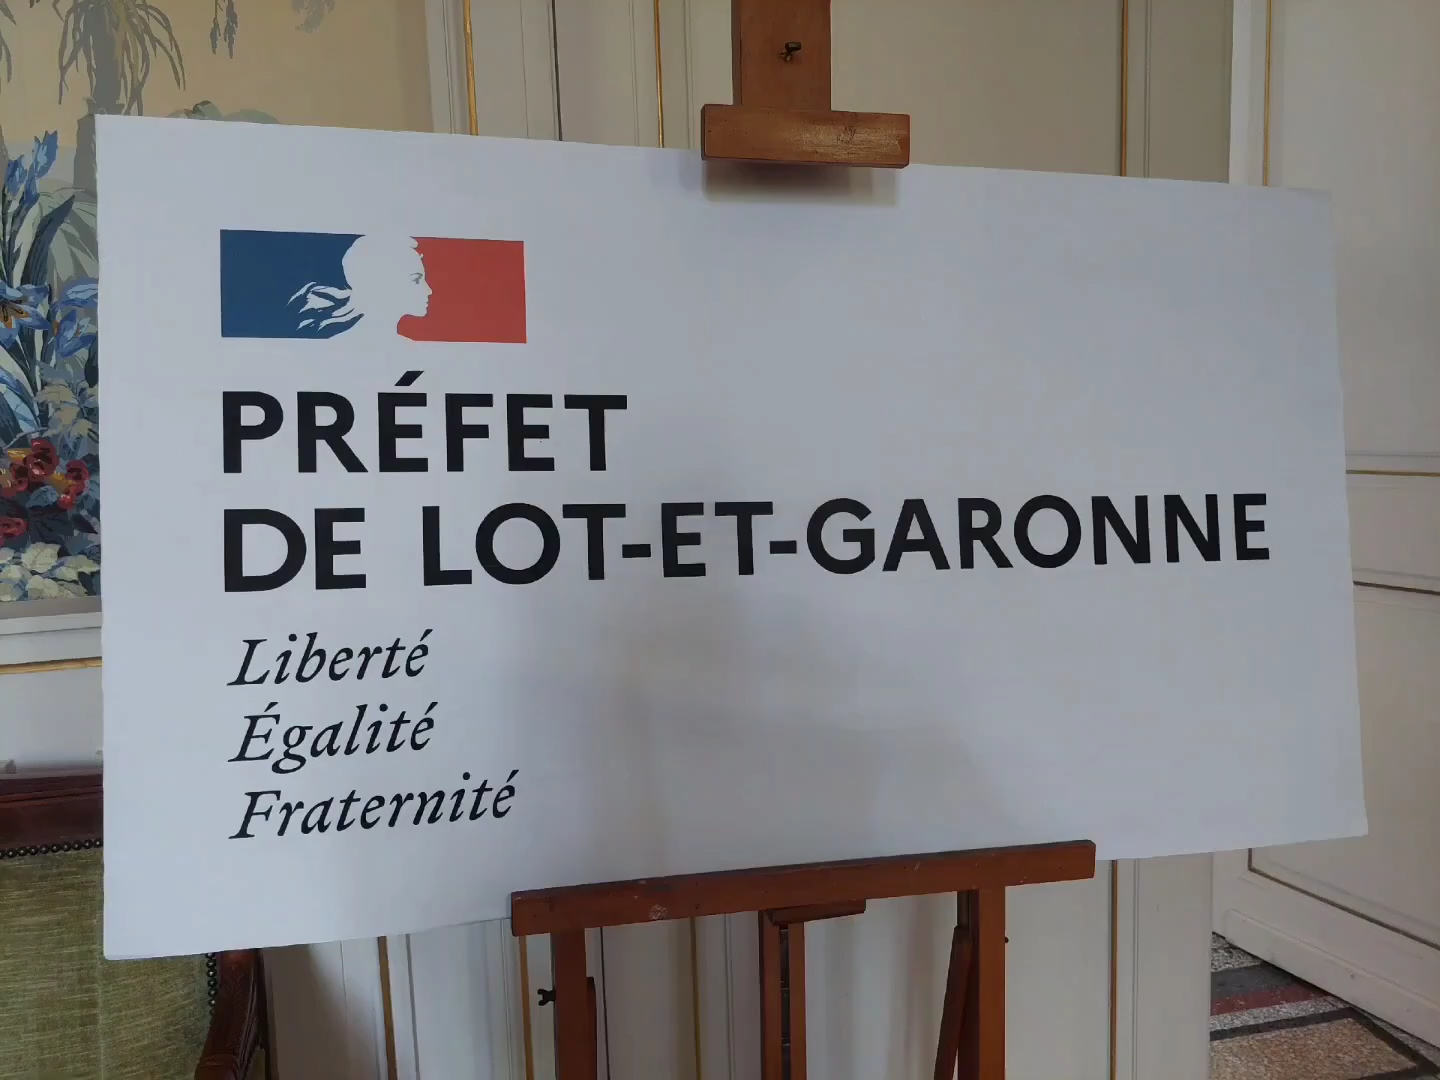 PRÉFET
DE LOT-ET-GARONNE
Liberté
Égalité
Fraternité